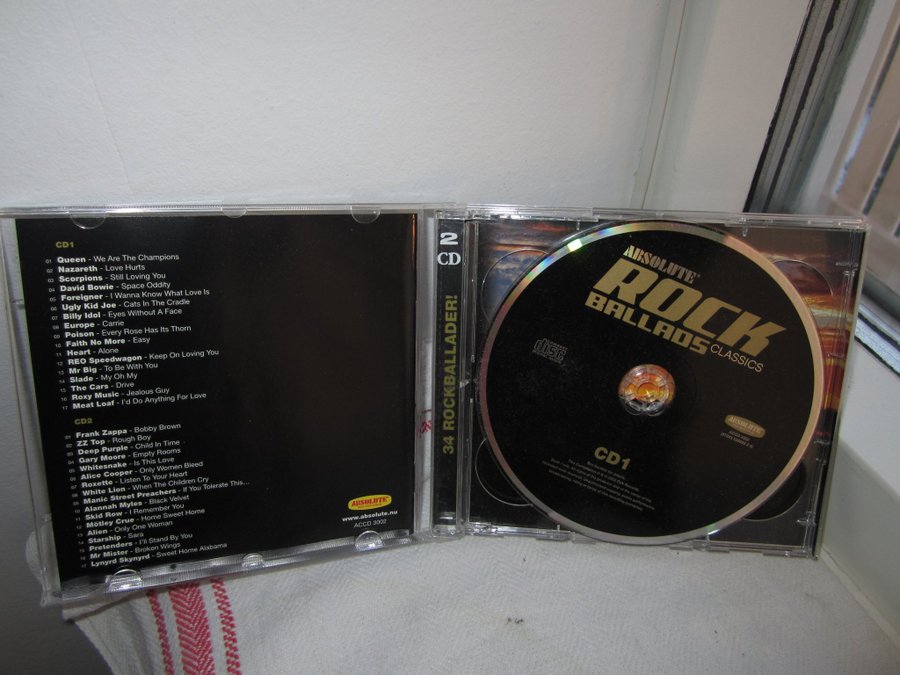 CD1
01 Queen - We Are The Champions
02 Nazareth - Love Hurts
03 Scorpions - Still Loving You
04 David Bowie - Space Oddity
05 Foreigner - I Wanna Know What Love Is
06 Ugly Kid Joe - Cats In The Cradle
07 Billy Idol - Eyes Without A Face
08 Europe - Carrie
09 Poison - Every Rose Has Its Thorn
10 Faith No More - Easy
11 Heart - Alone
12 REO Speedwagon - Keep On Loving You
13 Mr Big - To Be With You
14 Slade - My Oh My
15 The Cars - Drive
16 Roxy Music - Jealous Guy
17 Meat Loaf - I'd Do Anything For Love
CD2
01 Frank Zappa - Bobby Brown
02 ZZ Top - Rough Boy
03 Deep Purple - Child In Time
04 Gary Moore - Empty Rooms
05 Whitesnake - Is This Love
06 Alice Cooper - Only Women Bleed
07 Roxette - Listen To Your Heart
08 White Lion - When The Children Cry
09 Manic Street Preachers - If You Tolerate This...
10 Alannah Myles - Black Velvet
11 Skid Row - I Remember You
12 Mötley Crue - Home Sweet Home
13 Alien - Only One Woman
14 Starship - Sara
15 Pretenders - I'll Stand By You
16 Mr Mister - Broken Wings
17 Lynyrd Skynyrd - Sweet Home Alabama
ABSOLUTE
www.absolute.nu
ACCD 3002
2
CD
34 ROCKBALLADER!
ABSOLUTE
ROCK
BALLADS
CLASSICS
COMPACT
disc
ABSOLUTE
ACCD 3002
CD1